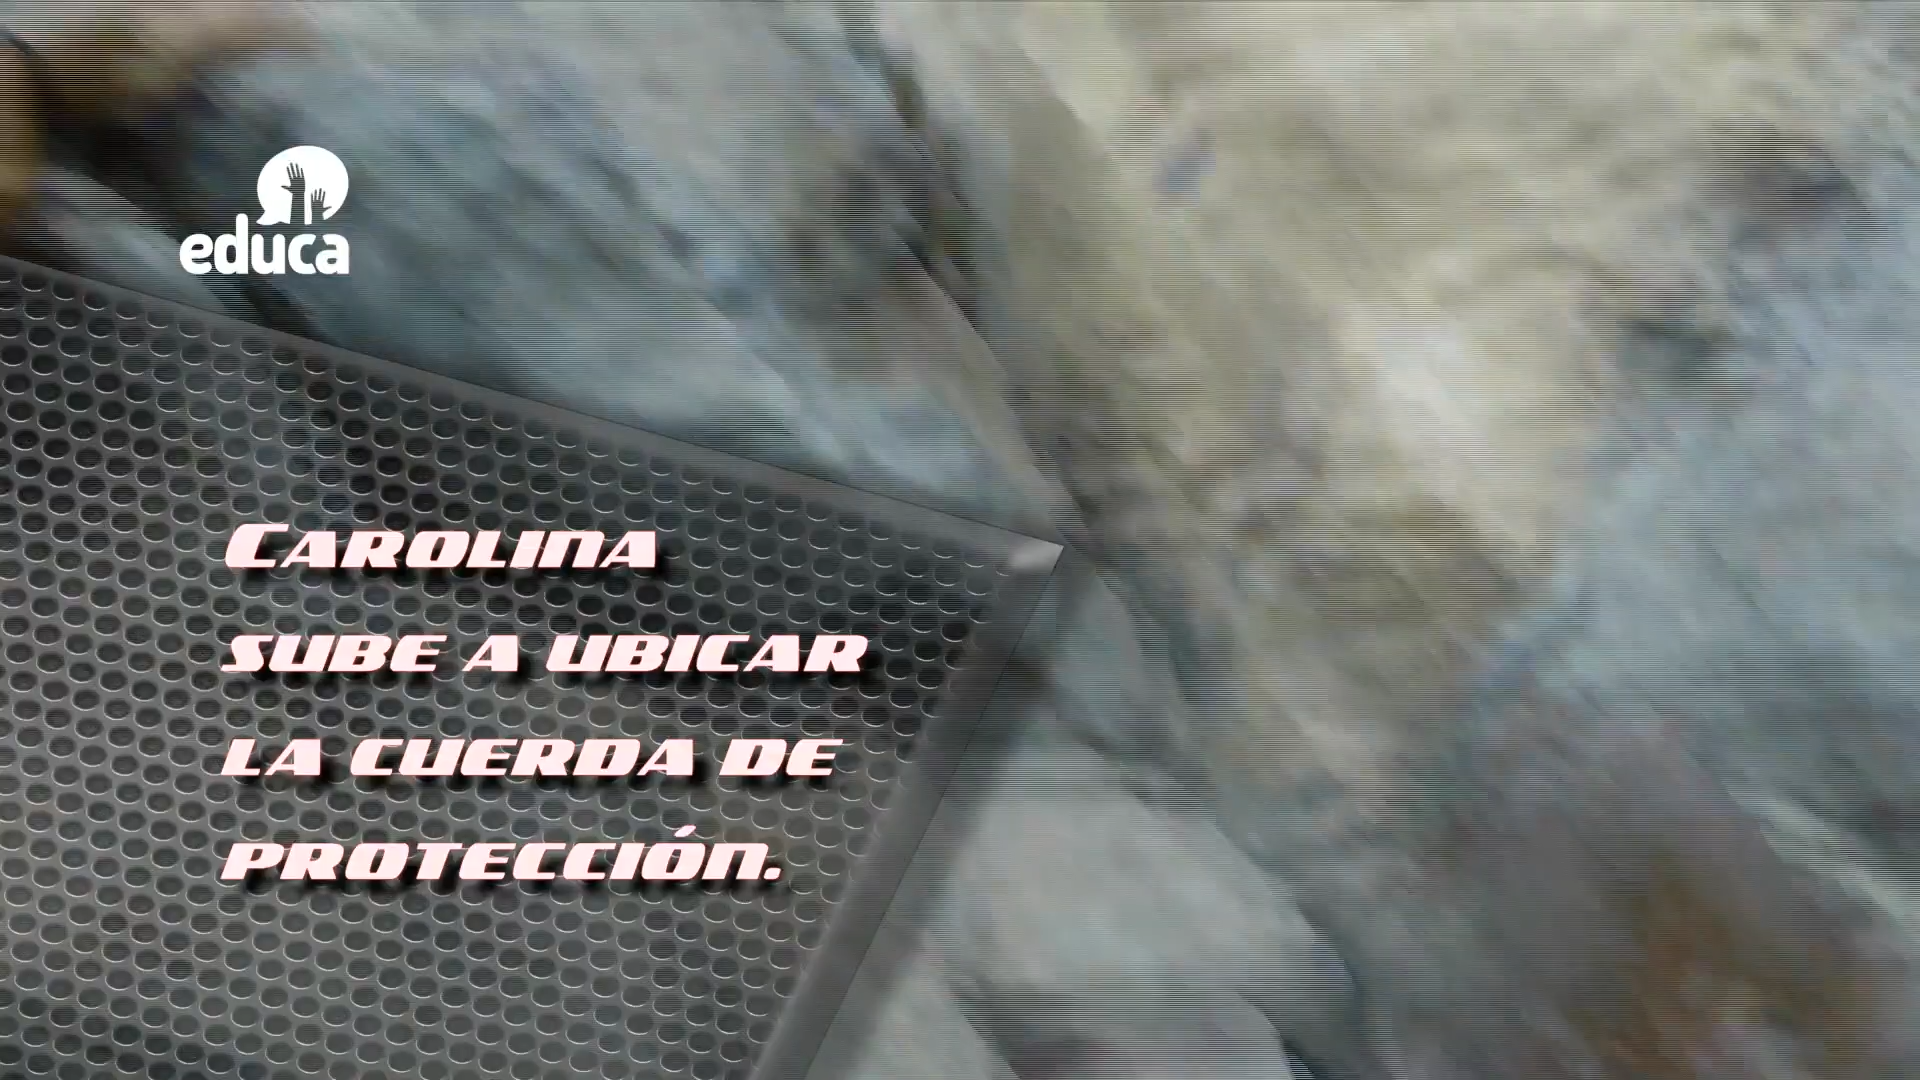 educa
Carolina
sube a ubicar
la cuerda de
protección.